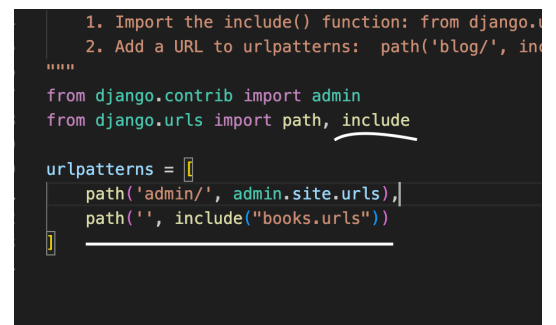 1. Import the include() function: from django.
2. Add a URL to urlpatterns:  path('blog/',
"""
from django.contrib import admin
from django.urls import path, include
urlpatterns = [
path('admin/', admin.site.urls),
path('', include("books.urls"))
]